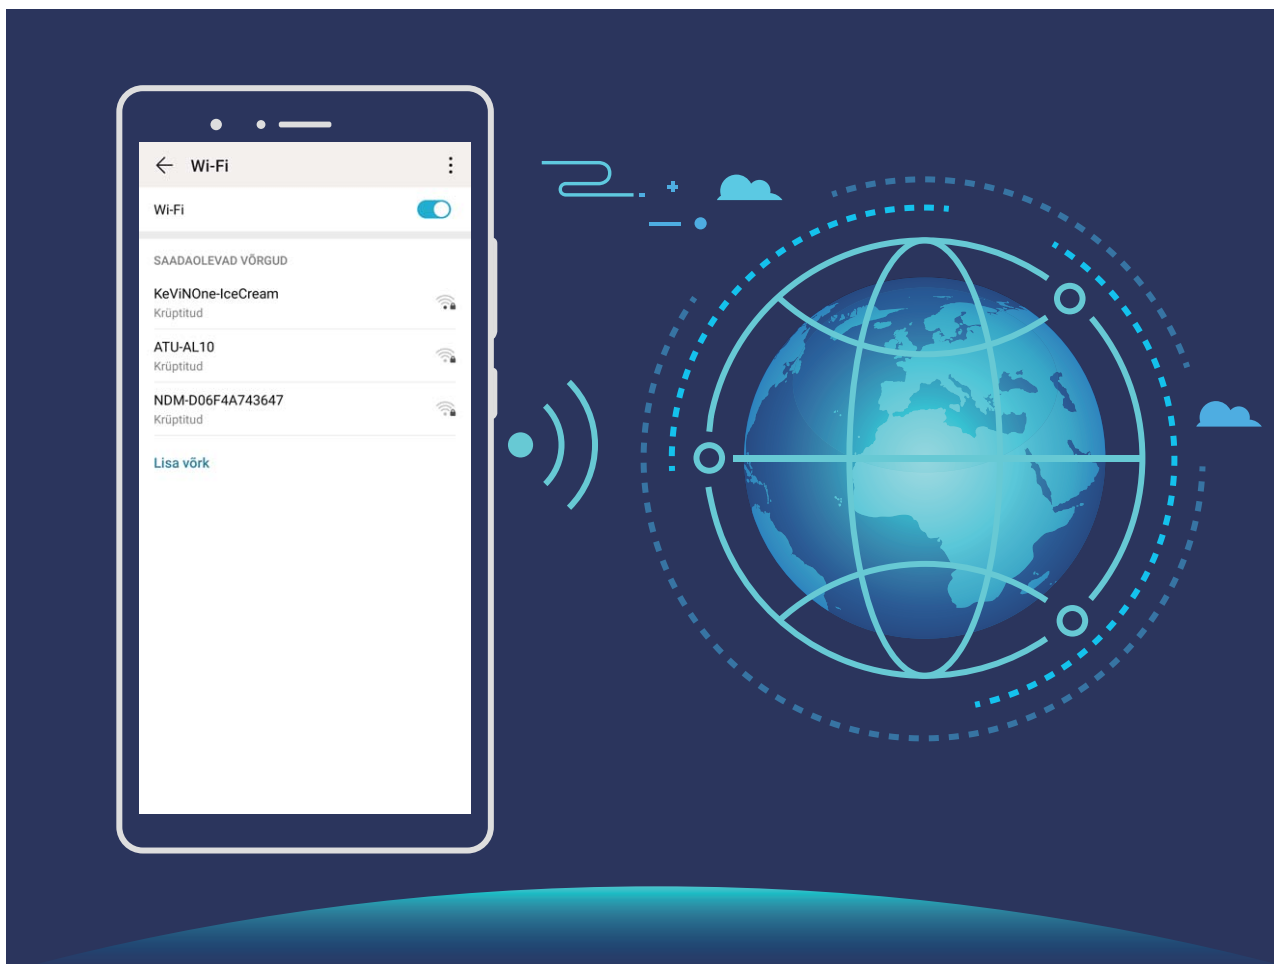 Wi-Fi
Wi-Fi
SAADAOLEVAD VÕRGUD
KeViNOne-IceCream
Krüptitud
ATU-AL10
Krüptitud
NDM-D06F4A743647
Krüptitud
Lisa võrk